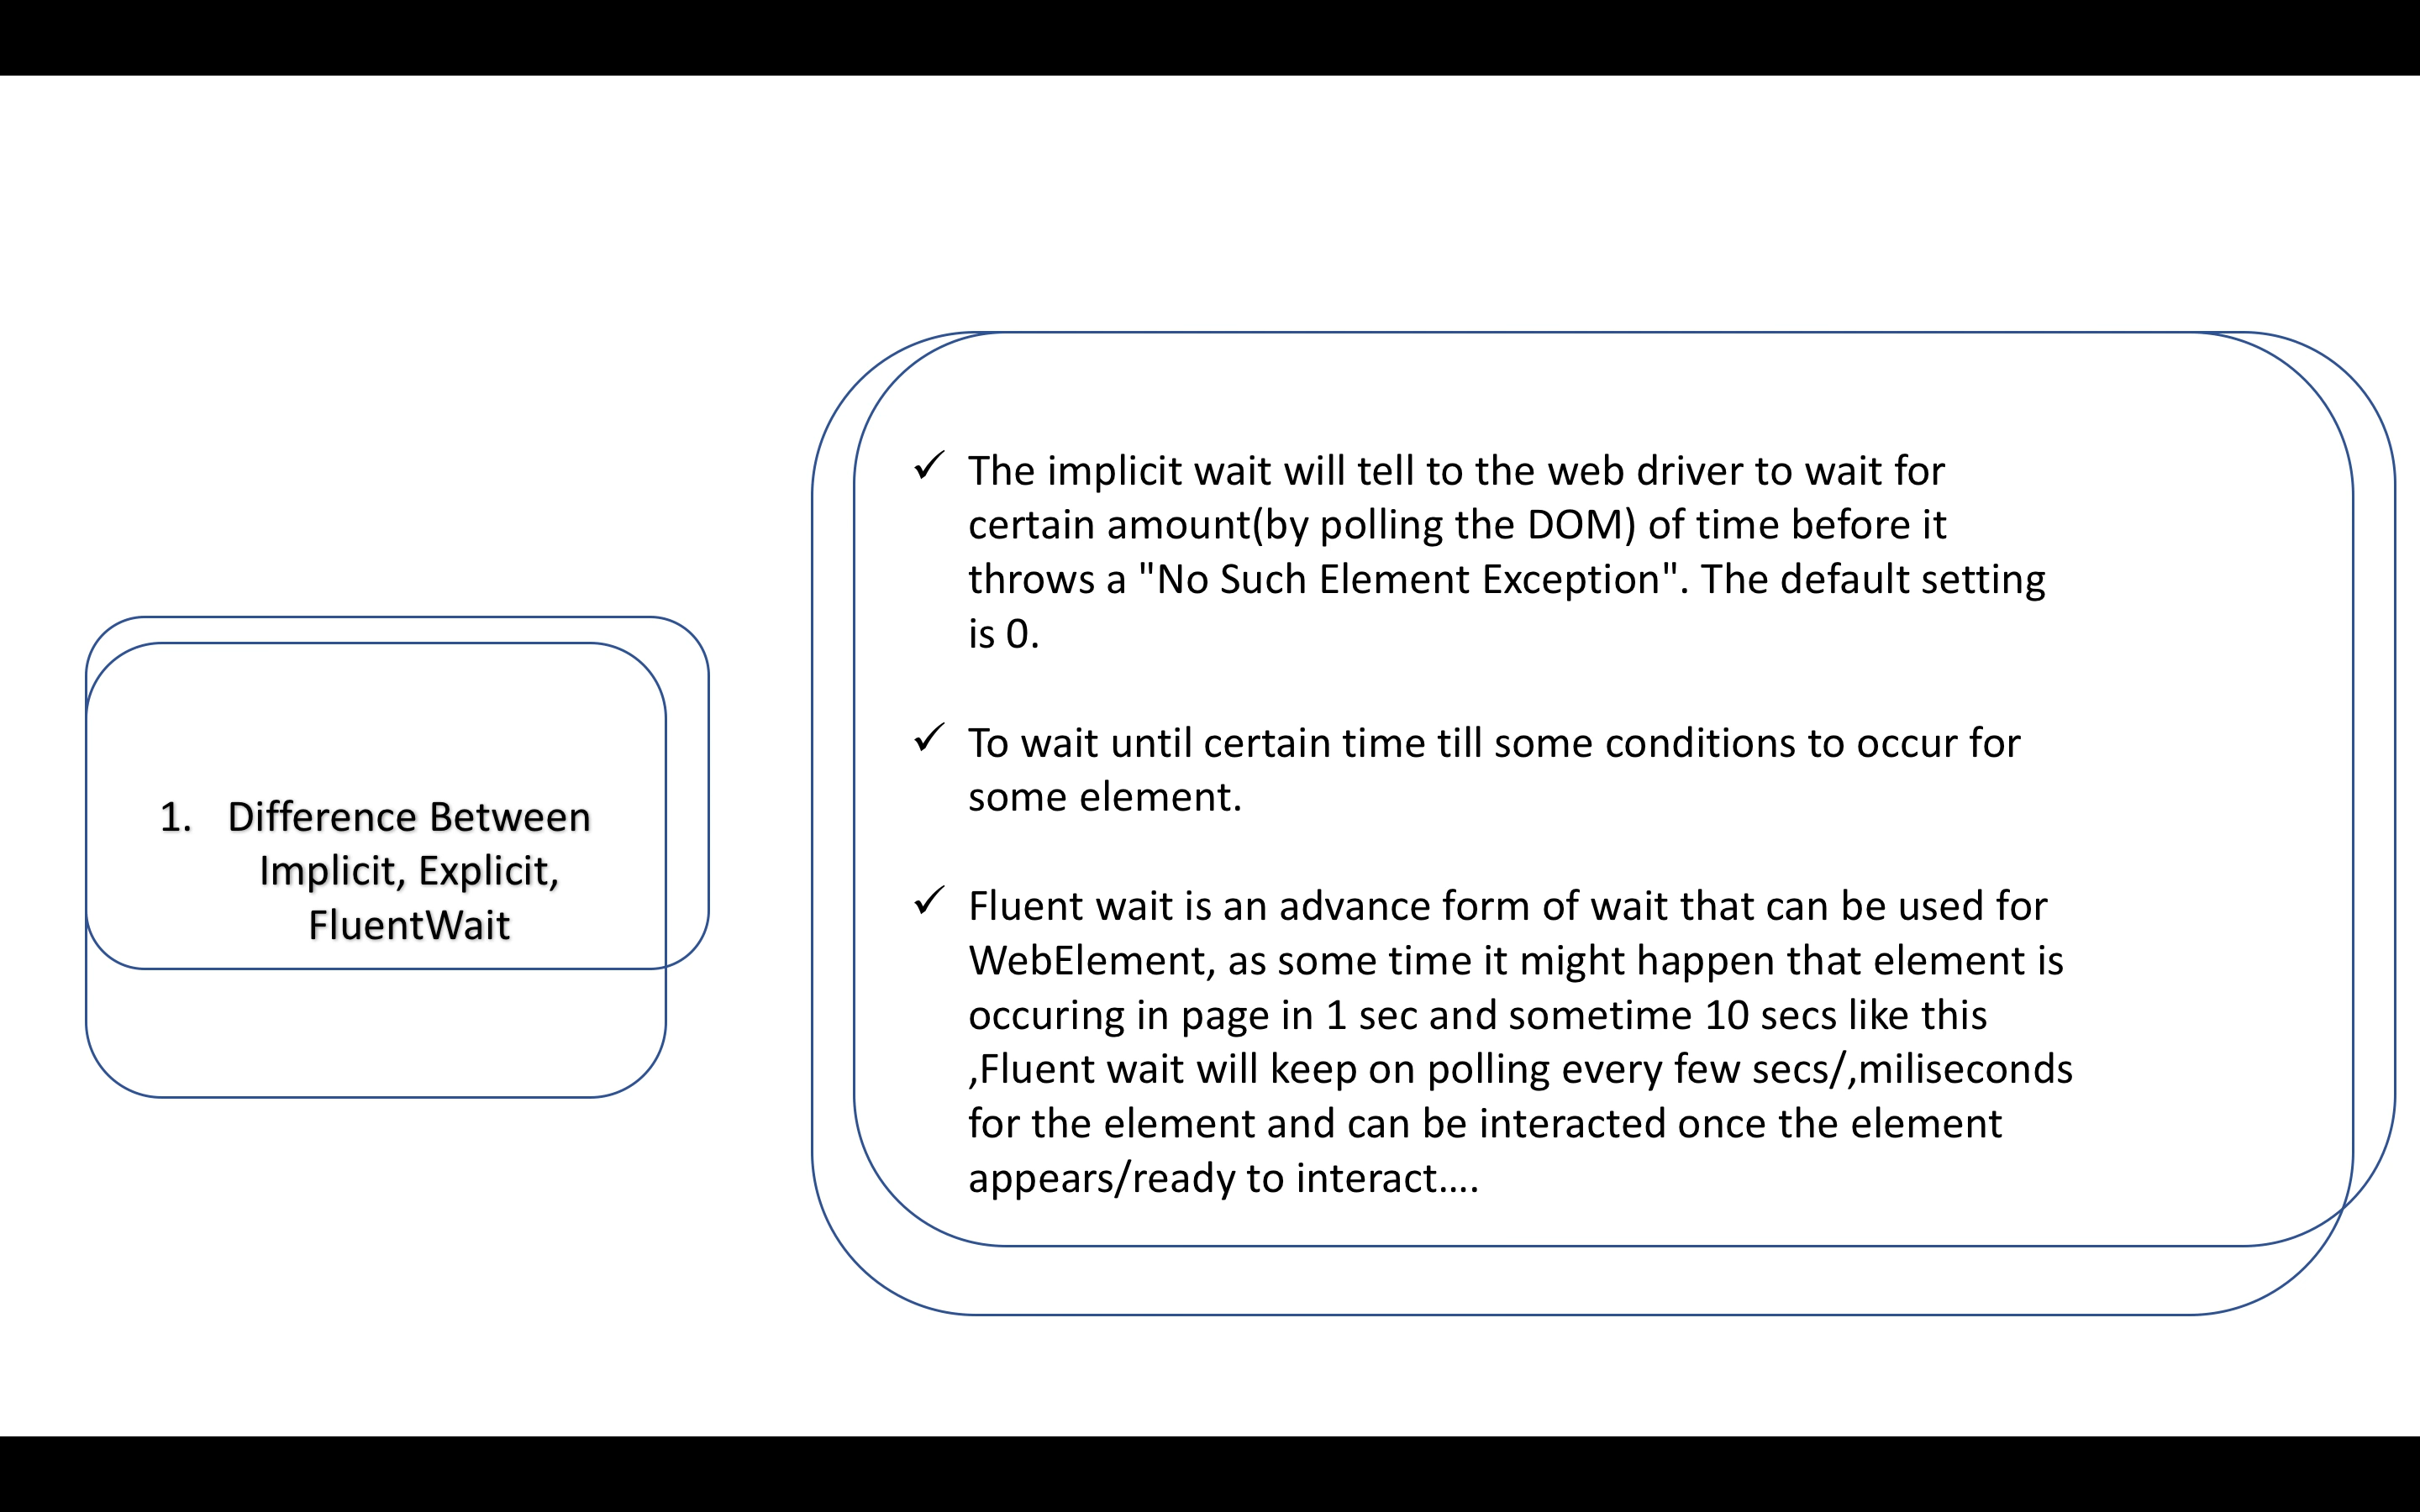 1. Difference Between
Implicit, Explicit,
FluentWait
✓ The implicit wait will tell to the web driver to wait for
certain amount(by polling the DOM) of time before it
throws a "No Such Element Exception". The default setting
is 0.
✓ To wait until certain time till some conditions to occur for
some element.
✓ Fluent wait is an advance form of wait that can be used for
WebElement, as some time it might happen that element is
occuring in page in 1 sec and sometime 10 secs like this
,Fluent wait will keep on polling every few secs/,miliseconds
for the element and can be interacted once the element
appears/ready to interact....